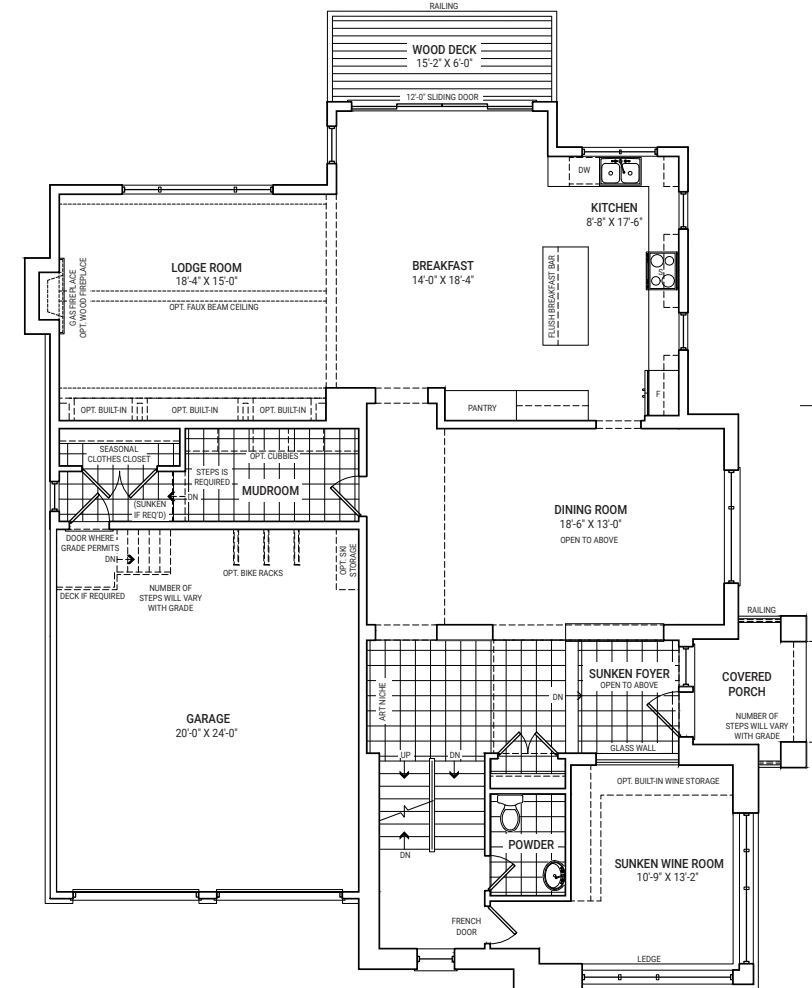 RAILING
WOOD DECK
15'-2" X 6'-0"
12'-0" SLIDING DOOR
DW
KITCHEN
8'-8" X 17'-6"
LODGE ROOM
18'-4" X 15'-0"
BREAKFAST
14'-0" X 18'-4"
GAS FIREPLACE
OPT. WOOD FIREPLACE
FLUSH BREAKFAST BAR
S
OPT. FAUX BEAM CEILING
OPT. BUILT-IN
OPT. BUILT-IN
OPT. BUILT-IN
PANTRY
F
SEASONAL
CLOTHES CLOSET
OPT. CUBBIES
STEPS IS
REQUIRED
MUDROOM
DN
(SUNKEN
IF REQ'D)
DINING ROOM
18'-6" X 13'-0"
OPEN TO ABOVE
DOOR WHERE
GRADE PERMITS
DN
DECK IF REQUIRED
NUMBER OF
STEPS WILL VARY
WITH GRADE
OPT. BIKE RACKS
OPT. SKI
STORAGE
RAILING
ART NICHE
SUNKEN FOYER
OPEN TO ABOVE
DN
COVERED
PORCH
NUMBER OF
STEPS WILL VARY
WITH GRADE
GARAGE
20'-0" X 24'-0"
UP
DN
GLASS WALL
OPT. BUILT-IN WINE STORAGE
DN
POWDER
SUNKEN WINE ROOM
10'-9" X 13'-2"
FRENCH
DOOR
LEDGE